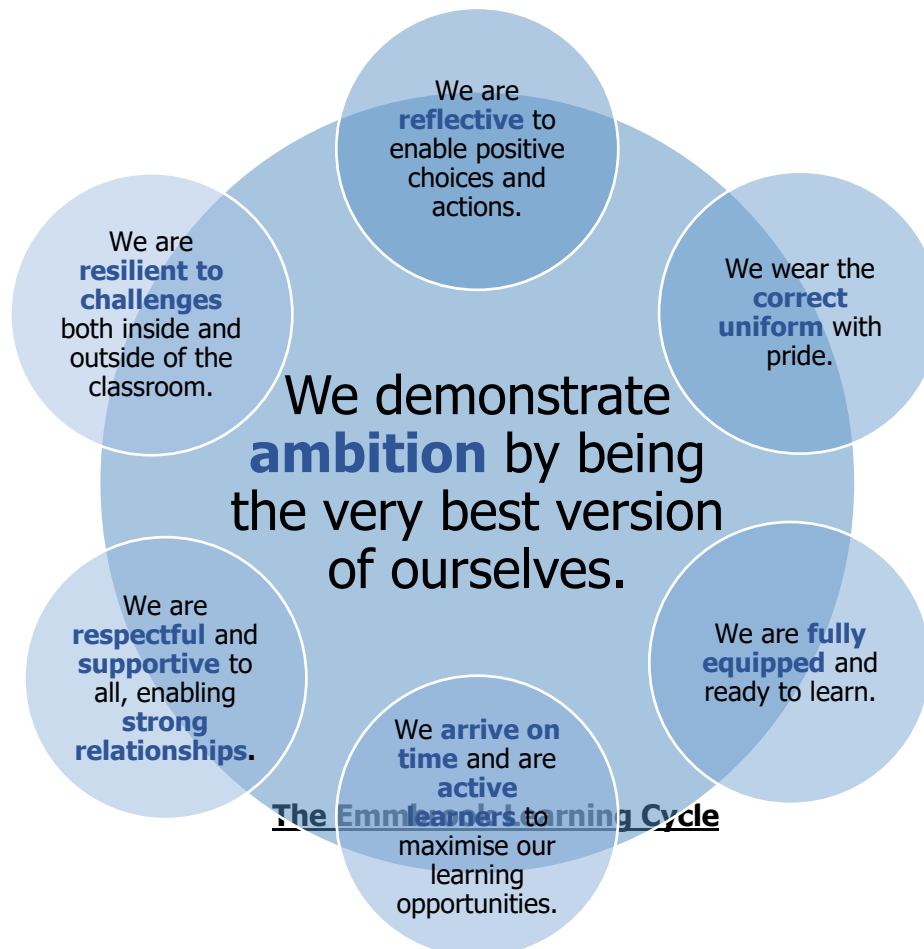 We are
reflective to
enable positive
choices and
actions.
We wear the
correct
uniform with
pride.
We are fully
equipped and
ready to learn.
We arrive on
time and are
active
learners to
maximise our
learning
opportunities.
We are
respectful and
supportive to
all, enabling
strong
relationships.
We are
resilient to
challenges
both inside and
outside of the
classroom.
We demonstrate
ambition by being
the very best version
of ourselves.
The Emmbrook Learning Cycle